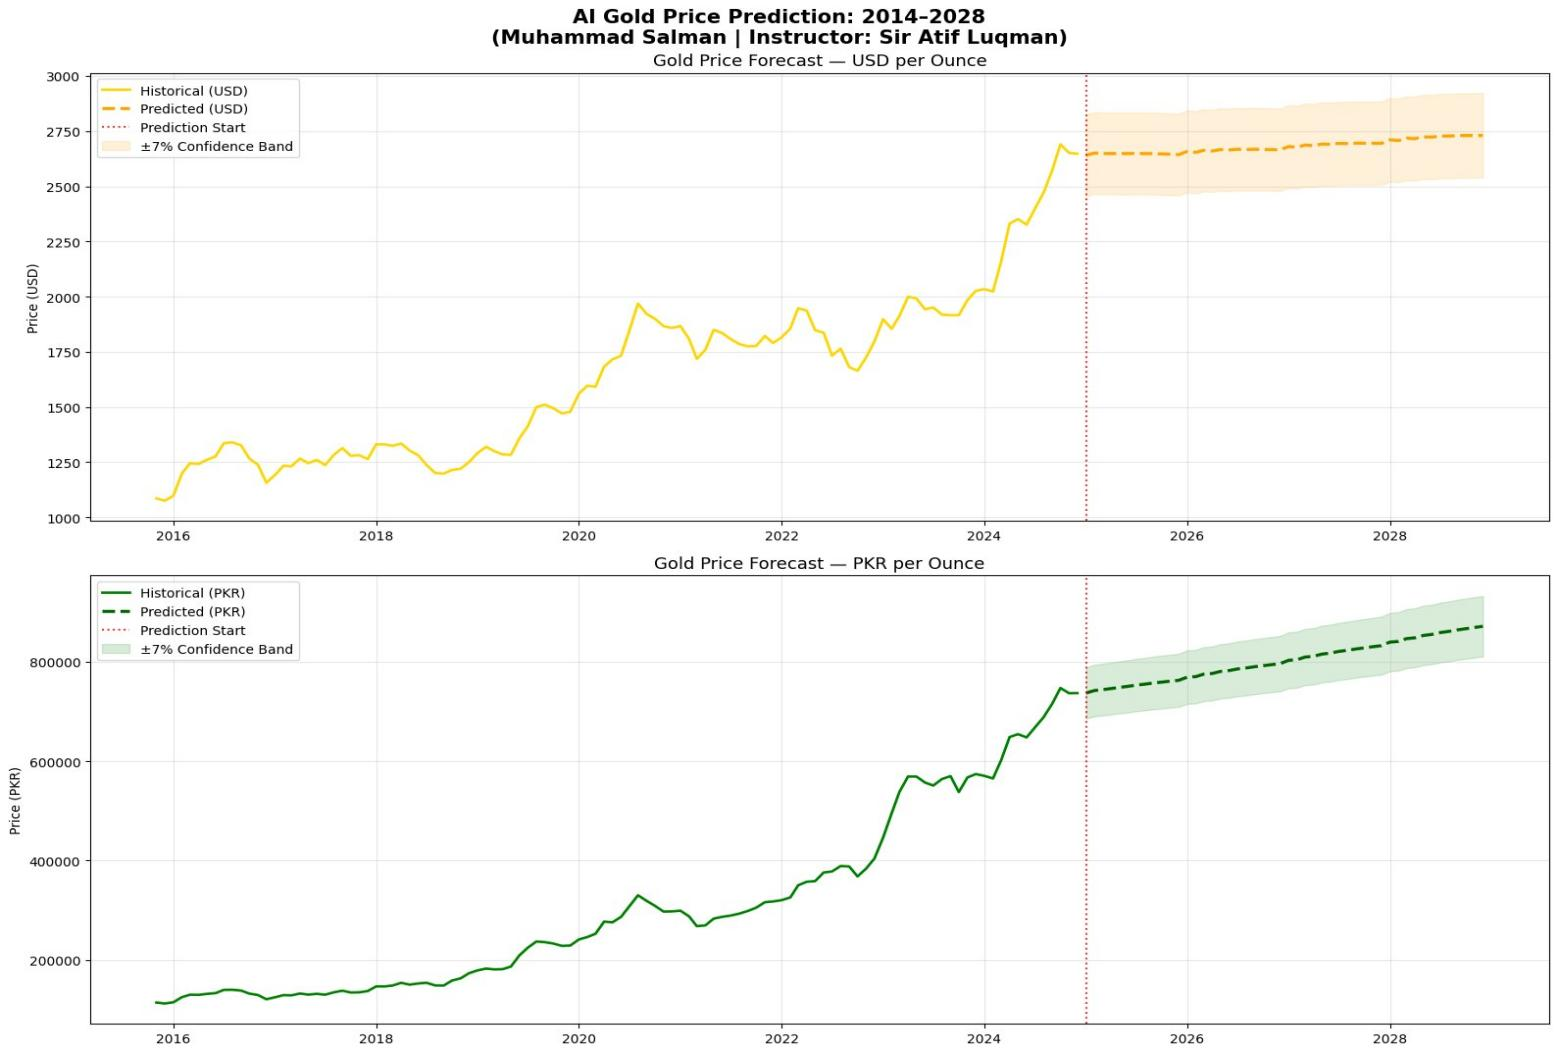 AI Gold Price Prediction: 2014–2028
(Muhammad Salman | Instructor: Sir Atif Luqman)
Gold Price Forecast — USD per Ounce
Price (USD)
3000
2750
2500
2250
2000
1750
1500
1250
1000
Historical (USD)
Predicted (USD)
Prediction Start
±7% Confidence Band
2016 2018 2020 2022 2024 2026 2028
Gold Price Forecast — PKR per Ounce
Price (PKR)
800000
600000
400000
200000
Historical (PKR)
Predicted (PKR)
Prediction Start
±7% Confidence Band
2016 2018 2020 2022 2024 2026 2028